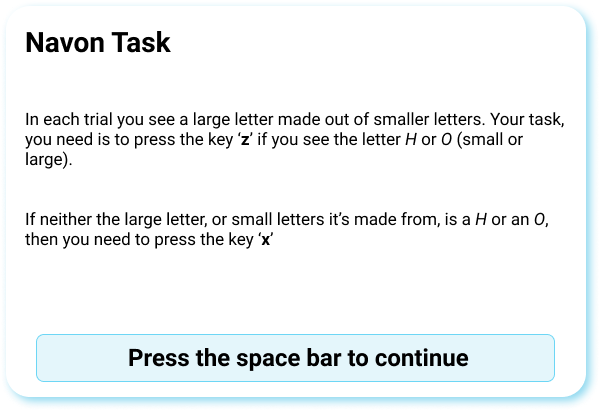 Navon Task
In each trial you see a large letter made out of smaller letters. Your task,
you need is to press the key ‘z’ if you see the letter H or O (small or
large).
If neither the large letter, or small letters it’s made from, is a H or an O,
then you need to press the key ‘x’
Press the space bar to continue